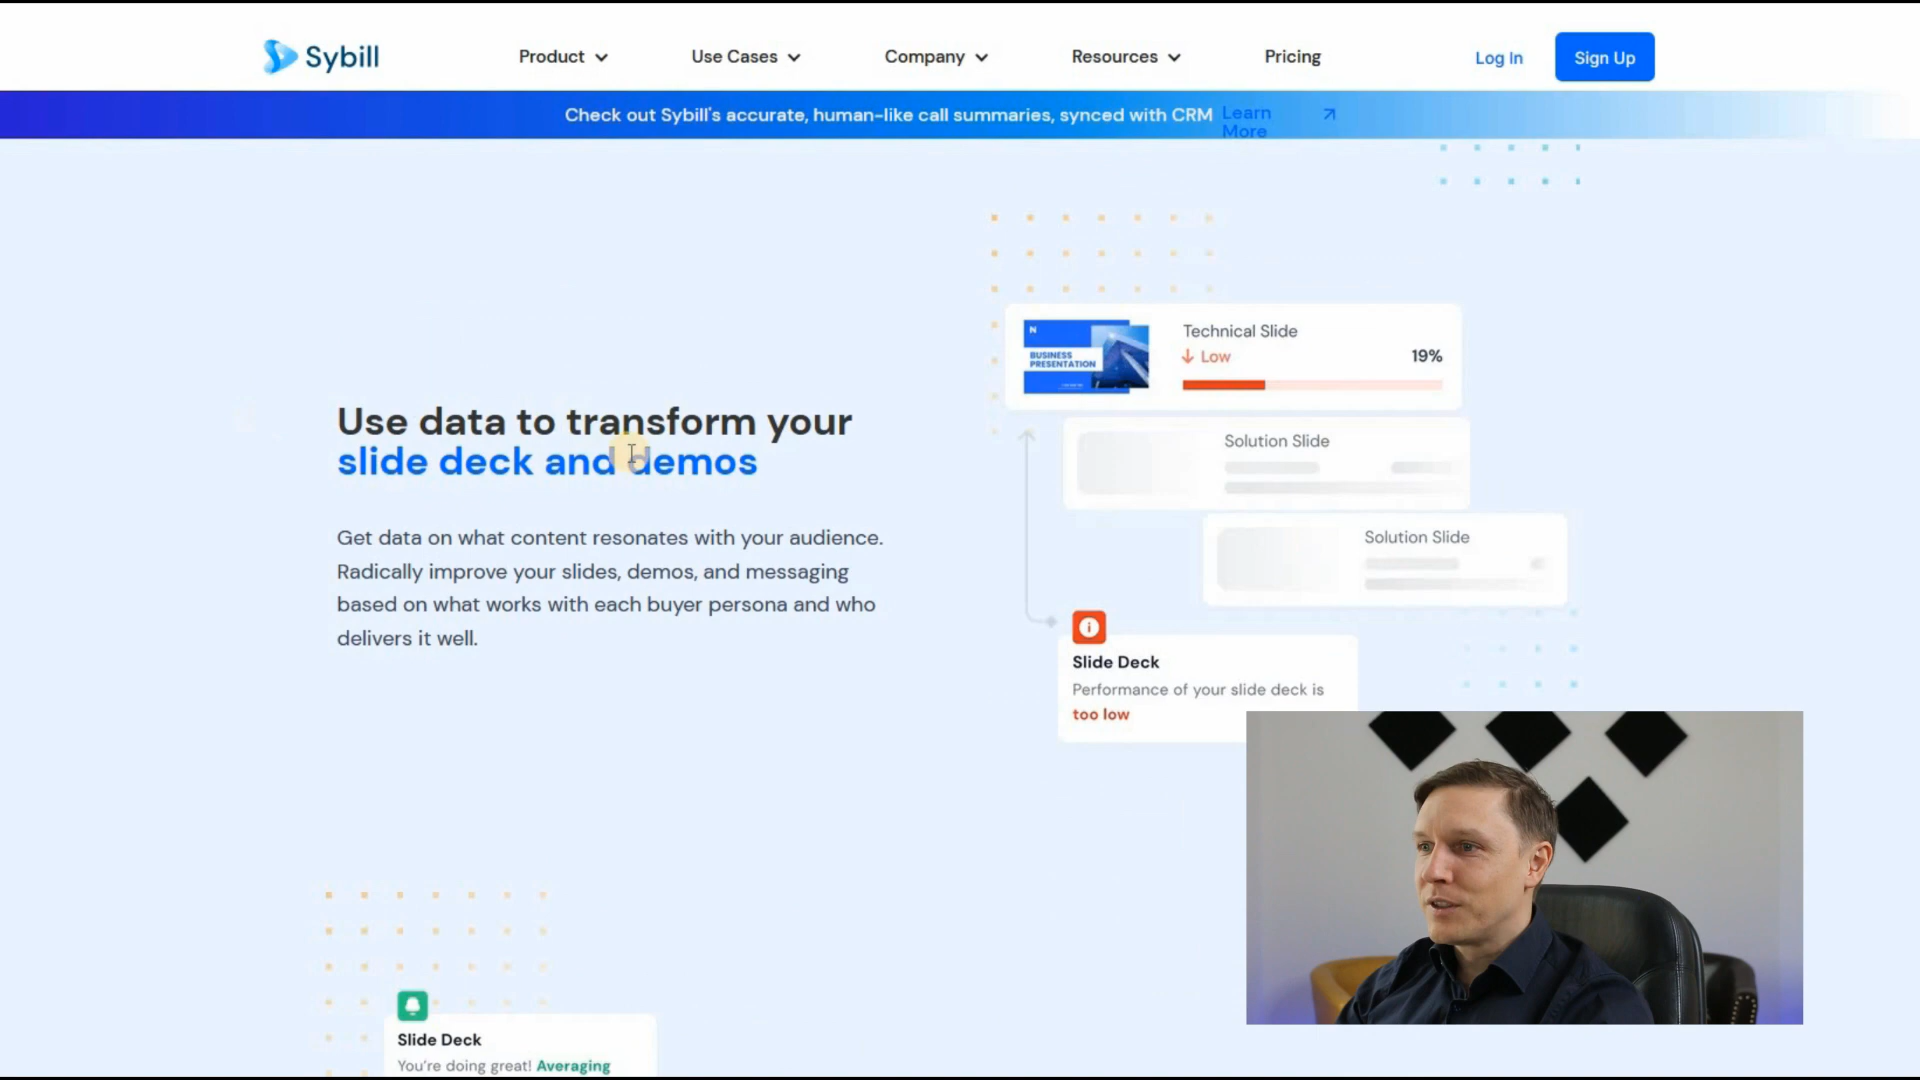 Sybill
Product
Use Cases
Company
Resources
Pricing
Log In
Sign Up
Check out Sybill's accurate, human-like call summaries, synced with CRM
Learn
More
Technical Slide
Low
19%
N
BUSINESS
PRESENTATION
Solution Slide
Use data to transform your
slide deck and demos
Solution Slide
Get data on what content resonates with your audience.
Radically improve your slides, demos, and messaging
based on what works with each buyer persona and who
delivers it well.
Slide Deck
Performance of your slide deck is
too low
Slide Deck
You're doing great! Averaging